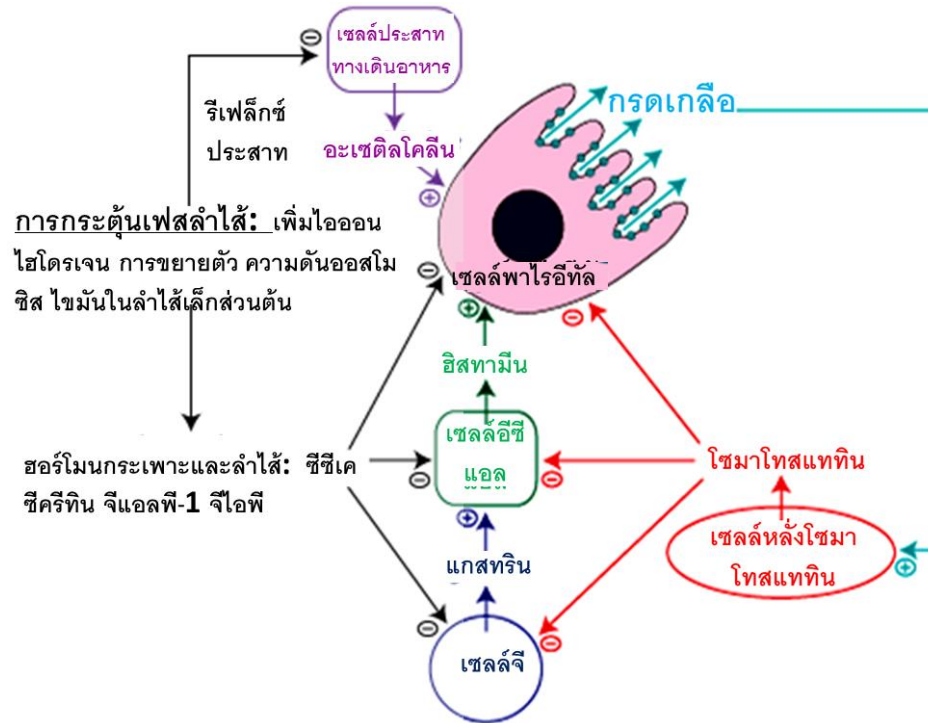 เซลล์ประสาท
ทางเดินอาหาร
รีเฟล็กซ์
ประสาท
อะเซติลโคลีน
กรดเกลือ
การกระตุ้นเฟสลำไส้: เพิ่มไอออน
ไฮโดรเจน การขยายตัว ความดันออสโม
ซิส ไขมันในลำไส้เล็กส่วนต้น
เซลล์พาไรอีทัล
ฮิสทามีน
เซลล์อีซี
แอล
ฮอร์โมนกระเพาะและลำไส้: ซีซีเค
ซีครีทิน จีแอลพี-1 จีไอพี
โซมาโทสแททิน
เซลล์หลั่งโซมา
โทสแททิน
แกสทริน
เซลล์จี